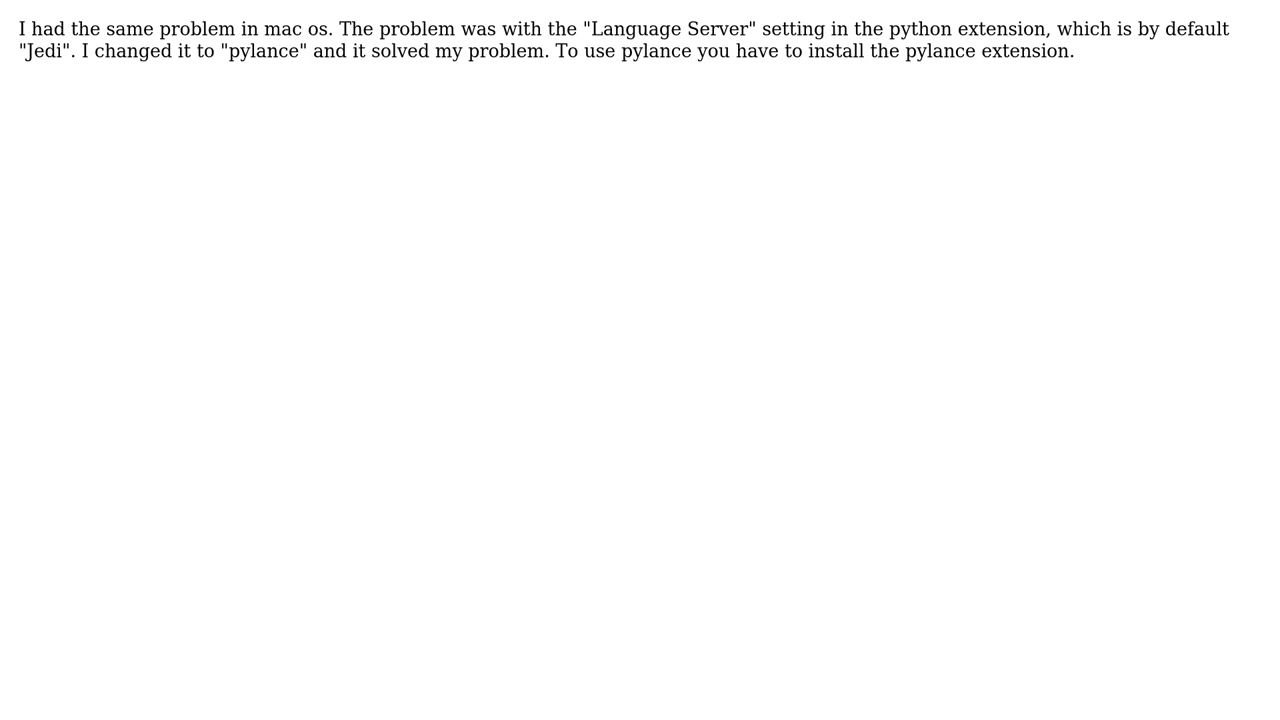 I had the same problem in mac os. The problem was with the "Language Server" setting in the python extension, which is by default
"Jedi". I changed it to "pylance" and it solved my problem. To use pylance you have to install the pylance extension.